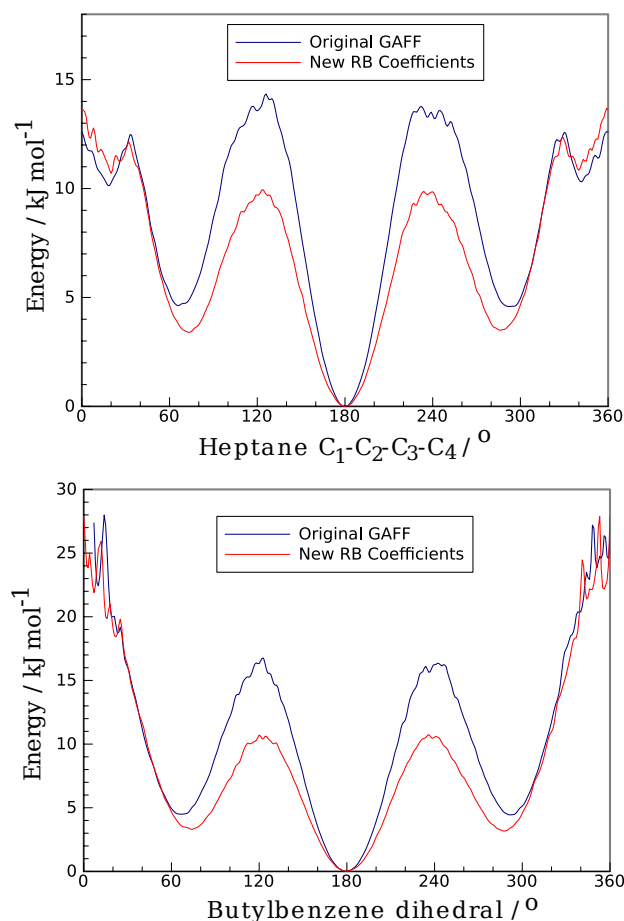 Original GAFF
New RB Coefficients
Energy / kJ mol⁻¹
15
10
5
0
0 60 120 180 240 300 360
Heptane C₁-C₂-C₃-C₄ / °
Original GAFF
New RB Coefficients
Energy / kJ mol⁻¹
30
25
20
15
10
5
0
0 60 120 180 240 300 360
Butylbenzene dihedral / °